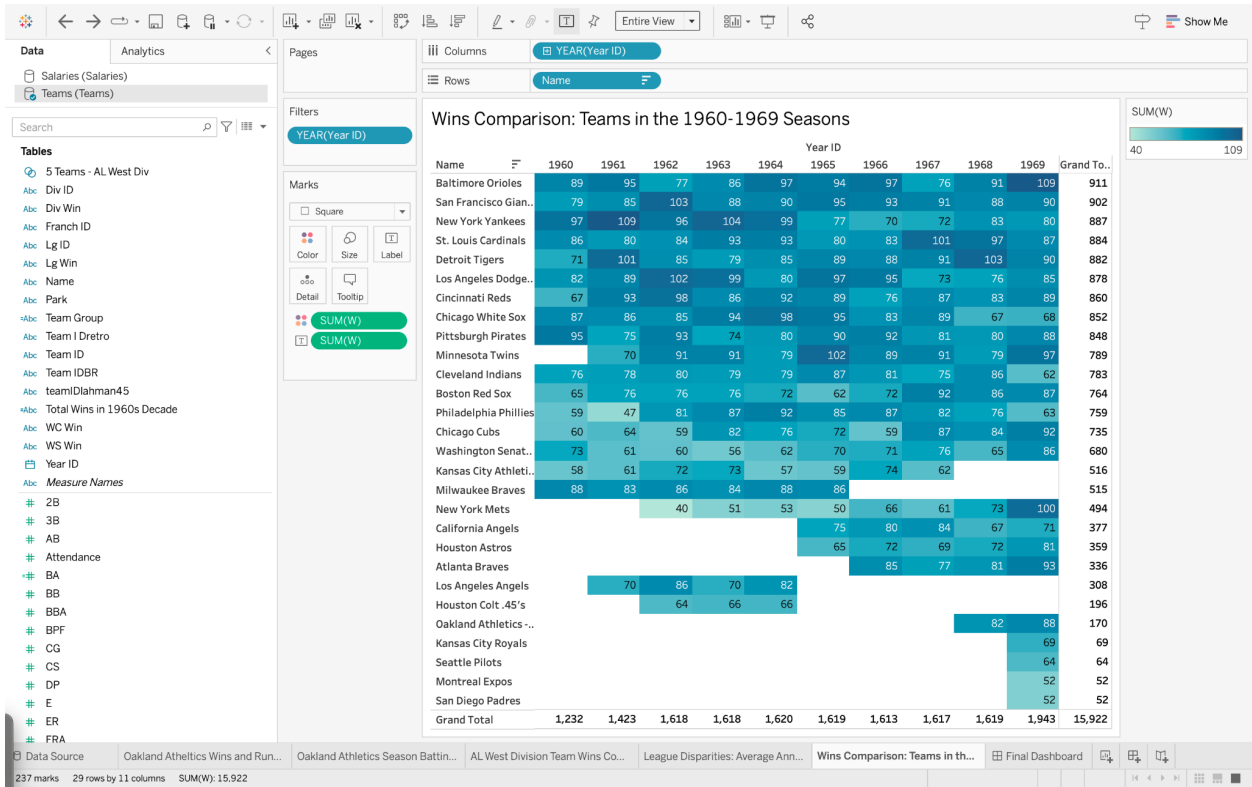 Entire View
Show Me
Data
Analytics
Salaries (Salaries)
Teams (Teams)
Search
Tables
5 Teams - AL West Div
Abc Div ID
Abc Div Win
Abc Franch ID
Abc Lg ID
Abc Lg Win
Abc Name
Abc Park
=Abc Team Group
Abc Team I Dretro
Abc Team ID
Abc Team IDBR
Abc teamIDlahman45
=Abc Total Wins in 1960s Decade
Abc WC Win
Abc WS Win
Year ID
Abc Measure Names
# 2B
# 3B
# AB
# Attendance
=# BA
# BB
# BBA
# BPF
# CG
# CS
# DP
# E
# ER
# ERA
Pages
Filters
YEAR(Year ID)
Marks
Square
Color Size Label
Detail Tooltip
SUM(W)
T SUM(W)
iii Columns
YEAR(Year ID)
Rows
Name
Wins Comparison: Teams in the 1960-1969 Seasons
Year ID
Name 1960 1961 1962 1963 1964 1965 1966 1967 1968 1969 Grand To..
Baltimore Orioles 89 95 77 86 97 94 97 76 91 109 911
San Francisco Gian.. 79 85 103 88 90 95 93 91 88 90 902
New York Yankees 97 109 96 104 99 77 70 72 83 80 887
St. Louis Cardinals 86 80 84 93 93 80 83 101 97 87 884
Detroit Tigers 71 101 85 79 85 89 88 91 103 90 882
Los Angeles Dodge.. 82 89 102 99 80 97 95 73 76 85 878
Cincinnati Reds 67 93 98 86 92 89 76 87 83 89 860
Chicago White Sox 87 86 85 94 98 95 83 89 67 68 852
Pittsburgh Pirates 95 75 93 74 80 90 92 81 80 88 848
Minnesota Twins 70 91 91 79 102 89 91 79 97 789
Cleveland Indians 76 78 80 79 79 87 81 75 86 62 783
Boston Red Sox 65 76 76 76 72 62 72 92 86 87 764
Philadelphia Phillies 59 47 81 87 92 85 87 82 76 63 759
Chicago Cubs 60 64 59 82 76 72 59 87 84 92 735
Washington Senat.. 73 61 60 56 62 70 71 76 65 86 680
Kansas City Athleti.. 58 61 72 73 57 59 74 62 516
Milwaukee Braves 88 83 86 84 88 86 515
New York Mets 40 51 53 50 66 61 73 100 494
California Angels 75 80 84 67 71 377
Houston Astros 65 72 69 72 81 359
Atlanta Braves 85 77 81 93 336
Los Angeles Angels 70 86 70 82 308
Houston Colt .45's 64 66 66 196
Oakland Athletics -.. 82 88 170
Kansas City Royals 69 69
Seattle Pilots 64 64
Montreal Expos 52 52
San Diego Padres 52 52
Grand Total 1,232 1,423 1,618 1,618 1,620 1,619 1,613 1,617 1,619 1,943 15,922
SUM(W)
40 109
Data Source
Oakland Atheltics Wins and Run...
Oakland Athletics Season Battin...
AL West Division Team Wins Co...
League Disparities: Average Ann...
Wins Comparison: Teams in th...
Final Dashboard
237 marks 29 rows by 11 columns SUM(W): 15,922